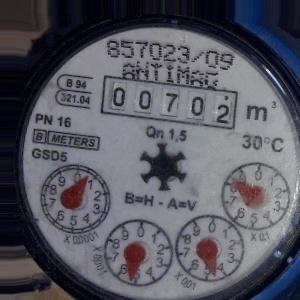 857023/09
ANTIMAG
B 94
321.04
00702 m³
PN 16
Qn 1,5
30°C
B METERS
GSD5
B=H - A=V
X 0,0001
X 0,001
X 0,01
X 0,1